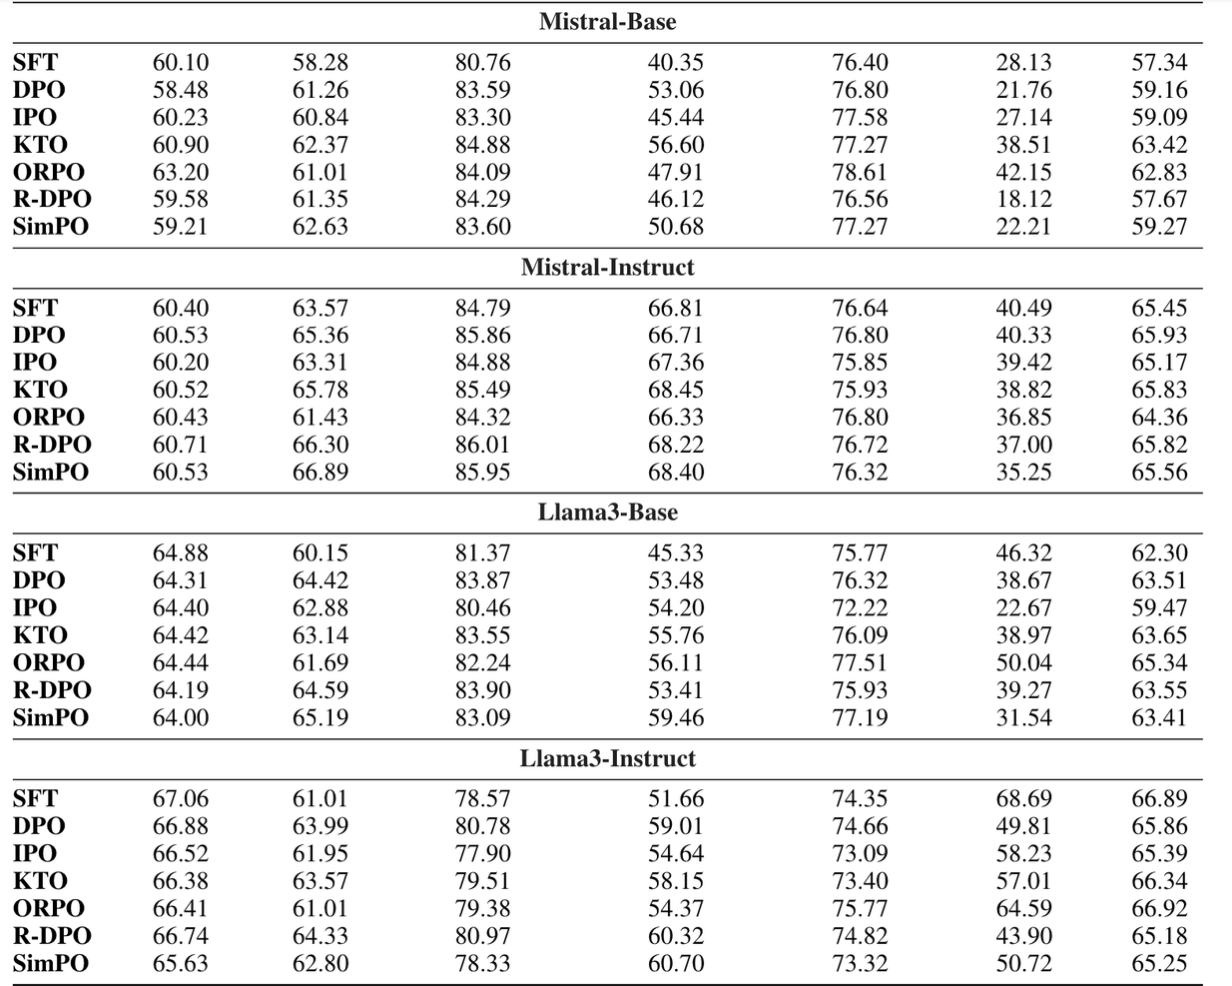 Mistral-Base
SFT 60.10 58.28 80.76 40.35 76.40 28.13 57.34
DPO 58.48 61.26 83.59 53.06 76.80 21.76 59.16
IPO 60.23 60.84 83.30 45.44 77.58 27.14 59.09
KTO 60.90 62.37 84.88 56.60 77.27 38.51 63.42
ORPO 63.20 61.01 84.09 47.91 78.61 42.15 62.83
R-DPO 59.58 61.35 84.29 46.12 76.56 18.12 57.67
SimPO 59.21 62.63 83.60 50.68 77.27 22.21 59.27
Mistral-Instruct
SFT 60.40 63.57 84.79 66.81 76.64 40.49 65.45
DPO 60.53 65.36 85.86 66.71 76.80 40.33 65.93
IPO 60.20 63.31 84.88 67.36 75.85 39.42 65.17
KTO 60.52 65.78 85.49 68.45 75.93 38.82 65.83
ORPO 60.43 61.43 84.32 66.33 76.80 36.85 64.36
R-DPO 60.71 66.30 86.01 68.22 76.72 37.00 65.82
SimPO 60.53 66.89 85.95 68.40 76.32 35.25 65.56
Llama3-Base
SFT 64.88 60.15 81.37 45.33 75.77 46.32 62.30
DPO 64.31 64.42 83.87 53.48 76.32 38.67 63.51
IPO 64.40 62.88 80.46 54.20 72.22 22.67 59.47
KTO 64.42 63.14 83.55 55.76 76.09 38.97 63.65
ORPO 64.44 61.69 82.24 56.11 77.51 50.04 65.34
R-DPO 64.19 64.59 83.90 53.41 75.93 39.27 63.55
SimPO 64.00 65.19 83.09 59.46 77.19 31.54 63.41
Llama3-Instruct
SFT 67.06 61.01 78.57 51.66 74.35 68.69 66.89
DPO 66.88 63.99 80.78 59.01 74.66 49.81 65.86
IPO 66.52 61.95 77.90 54.64 73.09 58.23 65.39
KTO 66.38 63.57 79.51 58.15 73.40 57.01 66.34
ORPO 66.41 61.01 79.38 54.37 75.77 64.59 66.92
R-DPO 66.74 64.33 80.97 60.32 74.82 43.90 65.18
SimPO 65.63 62.80 78.33 60.70 73.32 50.72 65.25